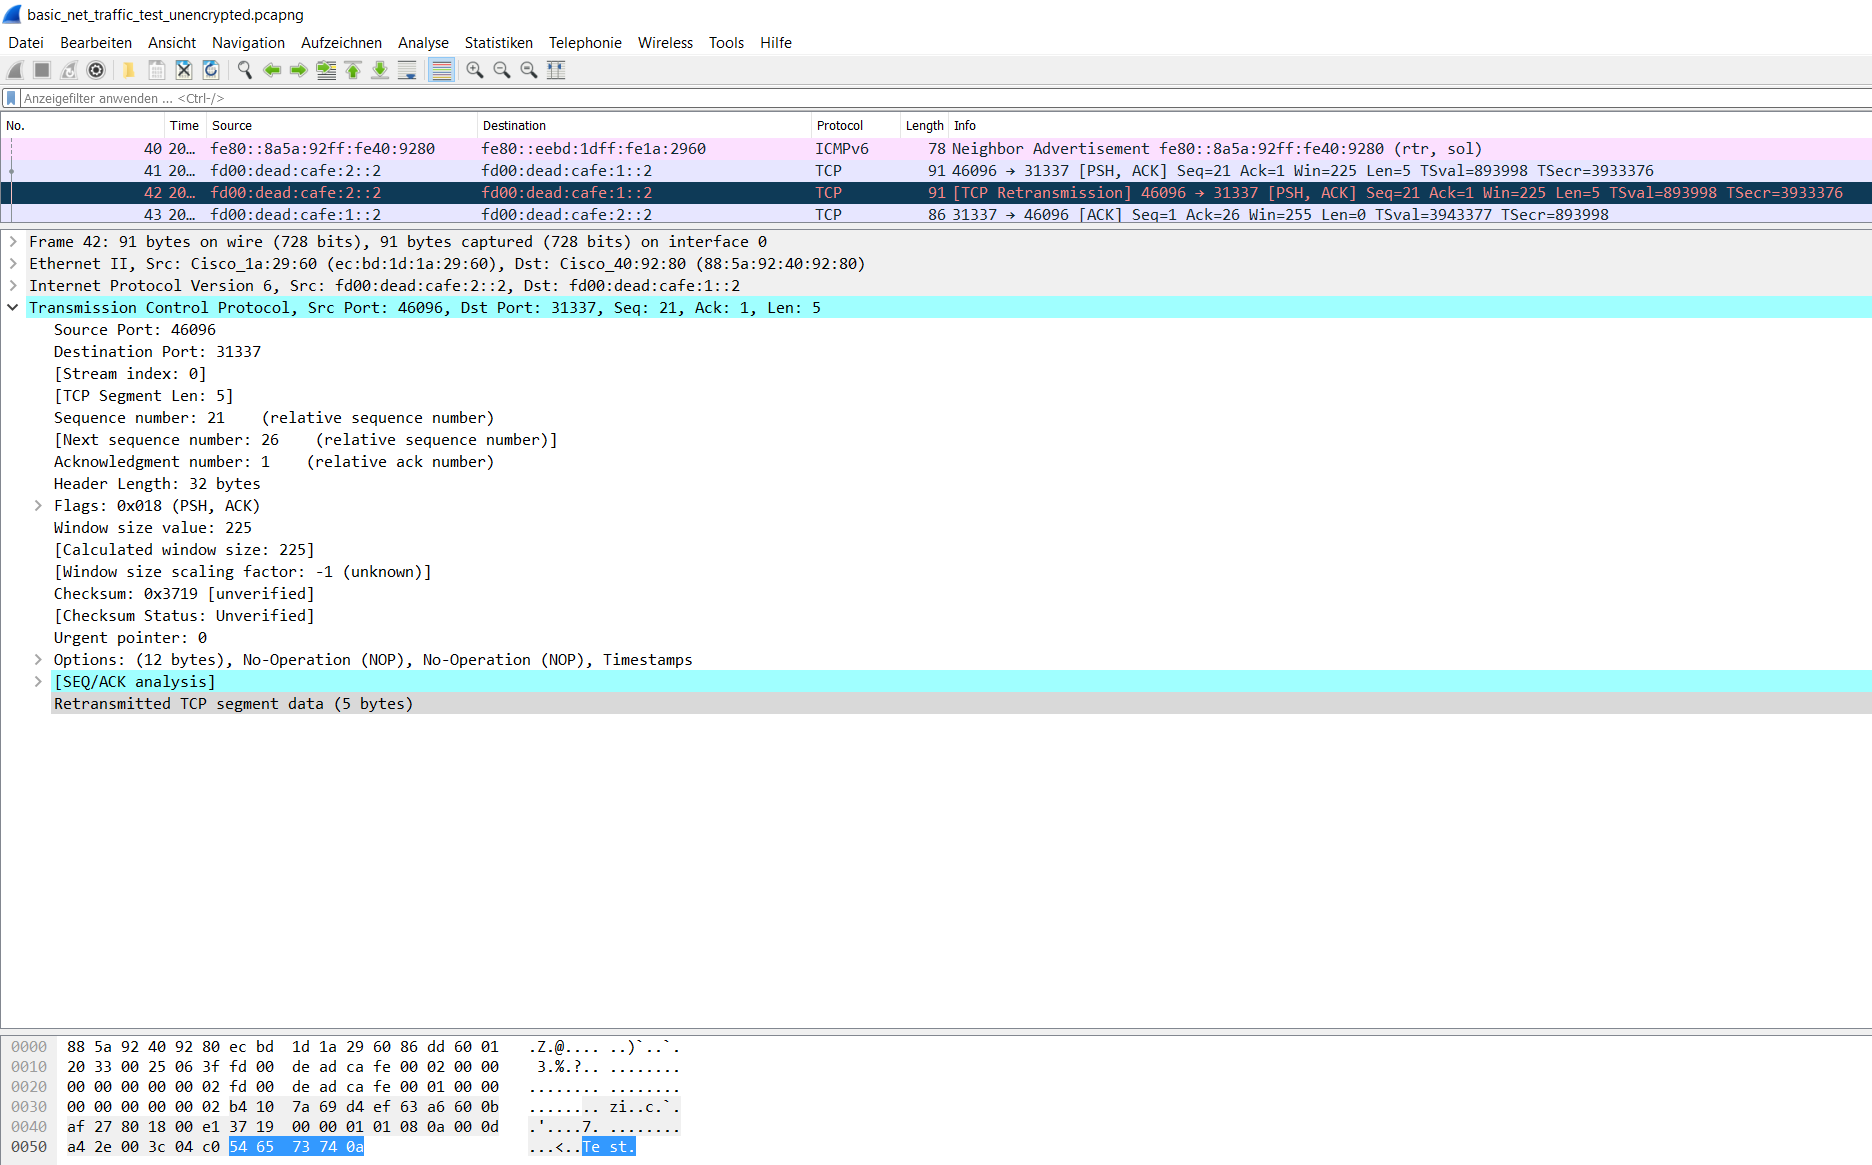 basic_net_traffic_test_unencrypted.pcapng
Datei Bearbeiten Ansicht Navigation Aufzeichnen Analyse Statistiken Telephonie Wireless Tools Hilfe
Anzeigefilter anwenden ... <Ctrl-/>
No. Time Source Destination Protocol Length Info
40 20... fe80::8a5a:92ff:fe40:9280 fe80::eebd:1dff:fe1a:2960 ICMPv6 78 Neighbor Advertisement fe80::8a5a:92ff:fe40:9280 (rtr, sol)
41 20... fd00:dead:cafe:2::2 fd00:dead:cafe:1::2 TCP 91 46096 → 31337 [PSH, ACK] Seq=21 Ack=1 Win=225 Len=5 TSval=893998 TSecr=3933376
42 20... fd00:dead:cafe:2::2 fd00:dead:cafe:1::2 TCP 91 [TCP Retransmission] 46096 → 31337 [PSH, ACK] Seq=21 Ack=1 Win=225 Len=5 TSval=893998 TSecr=3933376
43 20... fd00:dead:cafe:1::2 fd00:dead:cafe:2::2 TCP 86 31337 → 46096 [ACK] Seq=1 Ack=26 Win=255 Len=0 TSval=3943377 TSecr=893998
Frame 42: 91 bytes on wire (728 bits), 91 bytes captured (728 bits) on interface 0
Ethernet II, Src: Cisco_1a:29:60 (ec:bd:1d:1a:29:60), Dst: Cisco_40:92:80 (88:5a:92:40:92:80)
Internet Protocol Version 6, Src: fd00:dead:cafe:2::2, Dst: fd00:dead:cafe:1::2
Transmission Control Protocol, Src Port: 46096, Dst Port: 31337, Seq: 21, Ack: 1, Len: 5
Source Port: 46096
Destination Port: 31337
[Stream index: 0]
[TCP Segment Len: 5]
Sequence number: 21    (relative sequence number)
[Next sequence number: 26    (relative sequence number)]
Acknowledgment number: 1    (relative ack number)
Header Length: 32 bytes
Flags: 0x018 (PSH, ACK)
Window size value: 225
[Calculated window size: 225]
[Window size scaling factor: -1 (unknown)]
Checksum: 0x3719 [unverified]
[Checksum Status: Unverified]
Urgent pointer: 0
Options: (12 bytes), No-Operation (NOP), No-Operation (NOP), Timestamps
[SEQ/ACK analysis]
Retransmitted TCP segment data (5 bytes)
0000 88 5a 92 40 92 80 ec bd 1d 1a 29 60 86 dd 60 01 .Z.@.... ..)`..`.
0010 20 33 00 25 06 3f fd 00 de ad ca fe 00 02 00 00  3.%.?.. ........
0020 00 00 00 00 00 02 fd 00 de ad ca fe 00 01 00 00 ........ ........
0030 00 00 00 00 00 02 b4 10 7a 69 d4 ef 63 a6 60 0b ........ zi..c.`.
0040 af 27 80 18 00 e1 37 19 00 00 01 01 08 0a 00 0d .'....7. ........
0050 a4 2e 00 3c 04 c0 54 65 73 74 0a ...<..Te st.